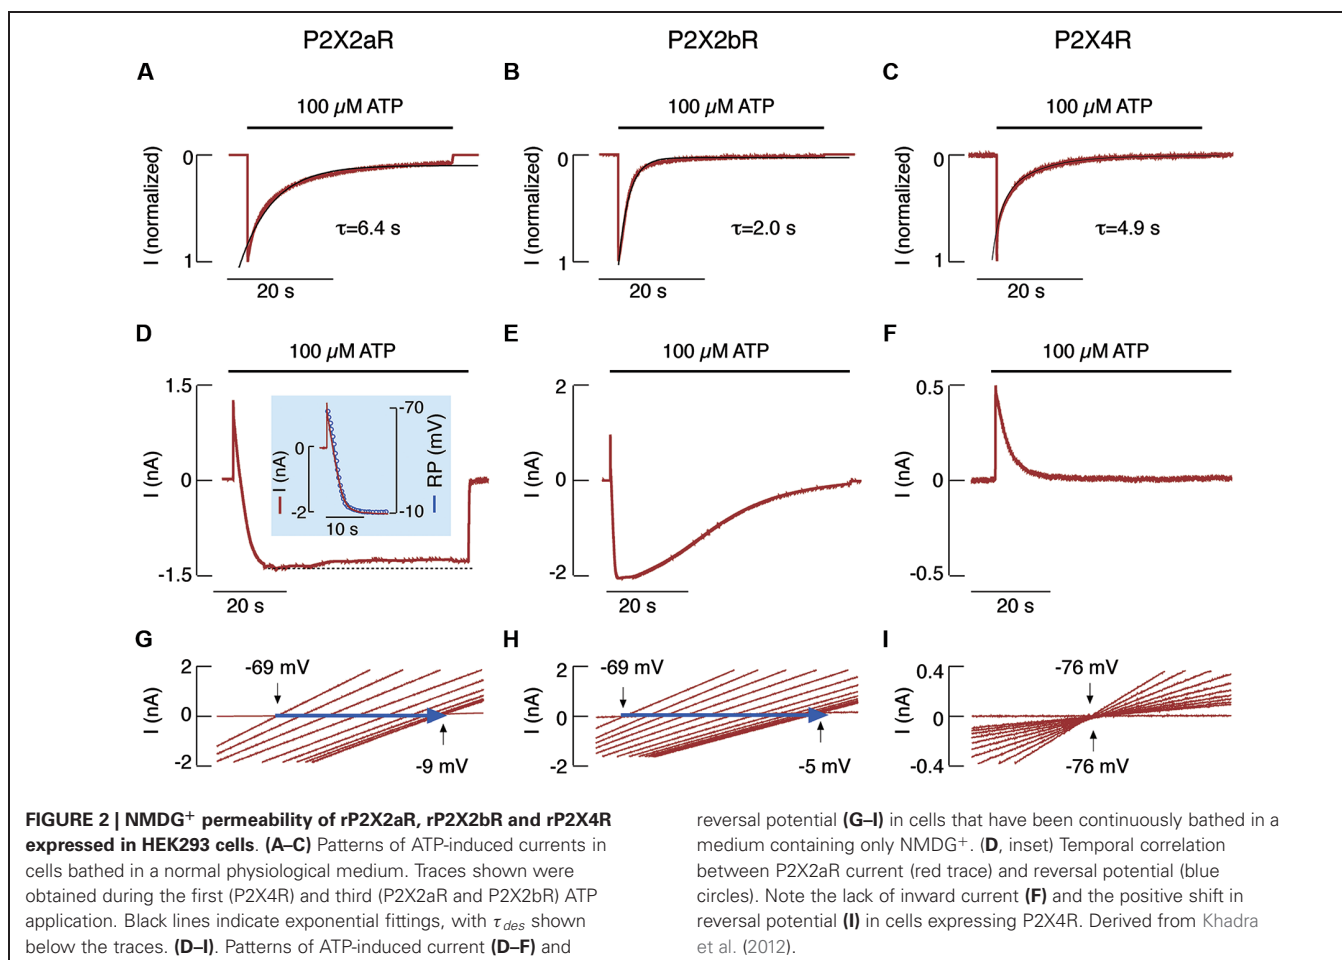 P2X2aR
P2X2bR
P2X4R
A
100 µM ATP
0
I (normalized)
1
τ=6.4 s
20 s
B
100 µM ATP
0
I (normalized)
1
τ=2.0 s
20 s
C
100 µM ATP
0
I (normalized)
1
τ=4.9 s
20 s
D
100 µM ATP
1.5
0
-1.5
I (nA)
20 s
0
-2
I (nA)
-70
-10
RP (mV)
10 s
E
100 µM ATP
2
0
-2
I (nA)
20 s
F
100 µM ATP
0.5
0
-0.5
I (nA)
20 s
G
2
0
-2
I (nA)
-69 mV
-9 mV
H
2
0
-2
I (nA)
-69 mV
-5 mV
I
0.4
0
-0.4
I (nA)
-76 mV
-76 mV
FIGURE 2 | NMDG⁺ permeability of rP2X2aR, rP2X2bR and rP2X4R
expressed in HEK293 cells. (A–C) Patterns of ATP-induced currents in
cells bathed in a normal physiological medium. Traces shown were
obtained during the first (P2X4R) and third (P2X2aR and P2X2bR) ATP
application. Black lines indicate exponential fittings, with τdes shown
below the traces. (D–I). Patterns of ATP-induced current (D–F) and
reversal potential (G–I) in cells that have been continuously bathed in a
medium containing only NMDG⁺. (D, inset) Temporal correlation
between P2X2aR current (red trace) and reversal potential (blue
circles). Note the lack of inward current (F) and the positive shift in
reversal potential (I) in cells expressing P2X4R. Derived from Khadra
et al. (2012).